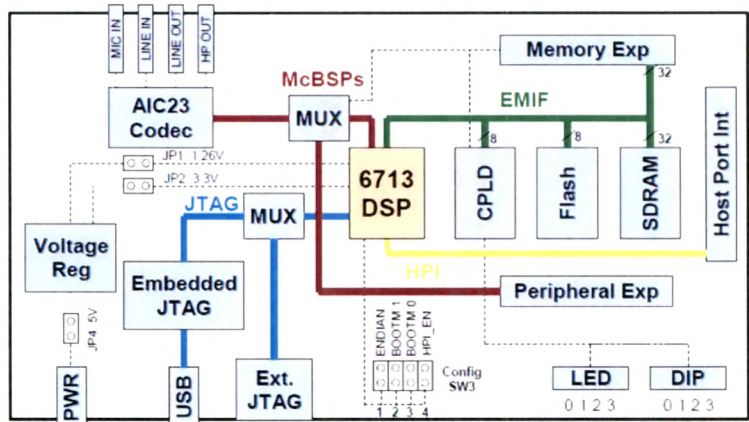 MIC IN
LINE IN
LINE OUT
HP OUT
Memory Exp
32
McBSPs
EMIF
AIC23
Codec
MUX
8
8
32
Host Port Int
JP1 1.26V
JP2 3.3V
6713
DSP
CPLD
Flash
SDRAM
JTAG
MUX
Voltage
Reg
HPI
Embedded
JTAG
Peripheral Exp
JP4 5V
ENDIAN
BOOTM 1
BOOTM 0
HPI_EN
Config
SW3
PWR
USB
Ext.
JTAG
1 2 3 4
LED
DIP
0 1 2 3
0 1 2 3